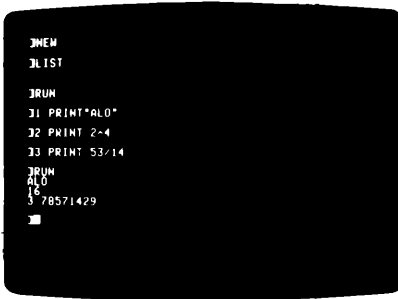 ]NEW
]LIST
]RUN
]1 PRINT"ALO"
]2 PRINT 2^4
]3 PRINT 53/14
]RUN
ALO
16
3.78571429
]